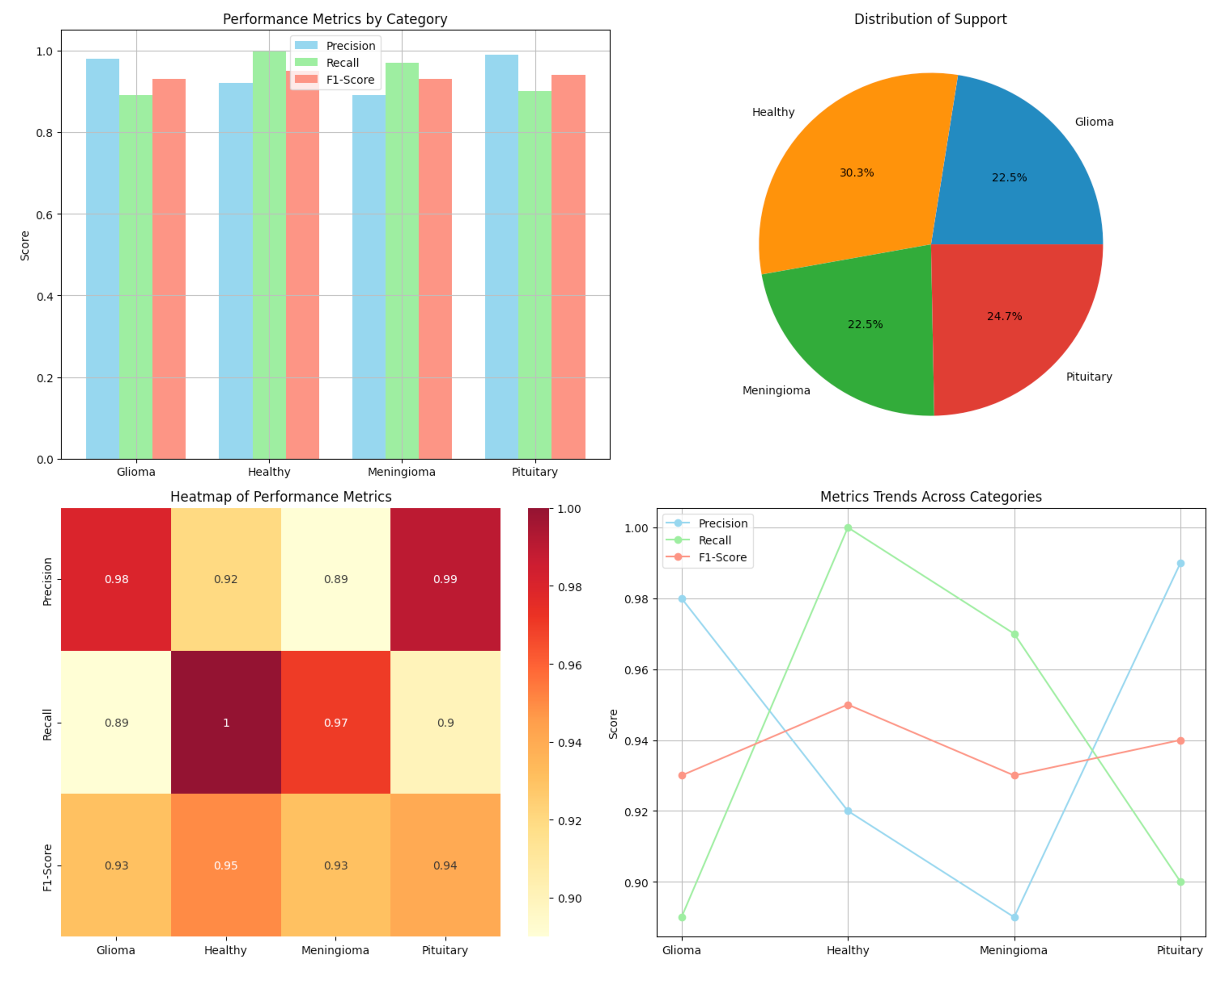 Performance Metrics by Category
Score
1.0
0.8
0.6
0.4
0.2
0.0
Precision
Recall
F1-Score
Glioma
Healthy
Meningioma
Pituitary
Distribution of Support
Healthy
Glioma
30.3%
22.5%
22.5%
24.7%
Meningioma
Pituitary
Heatmap of Performance Metrics
Precision
Recall
F1-Score
0.98 0.92 0.89 0.99
0.89 1 0.97 0.9
0.93 0.95 0.93 0.94
Glioma
Healthy
Meningioma
Pituitary
1.00
0.98
0.96
0.94
0.92
0.90
Metrics Trends Across Categories
Score
1.00
0.98
0.96
0.94
0.92
0.90
Precision
Recall
F1-Score
Glioma
Healthy
Meningioma
Pituitary